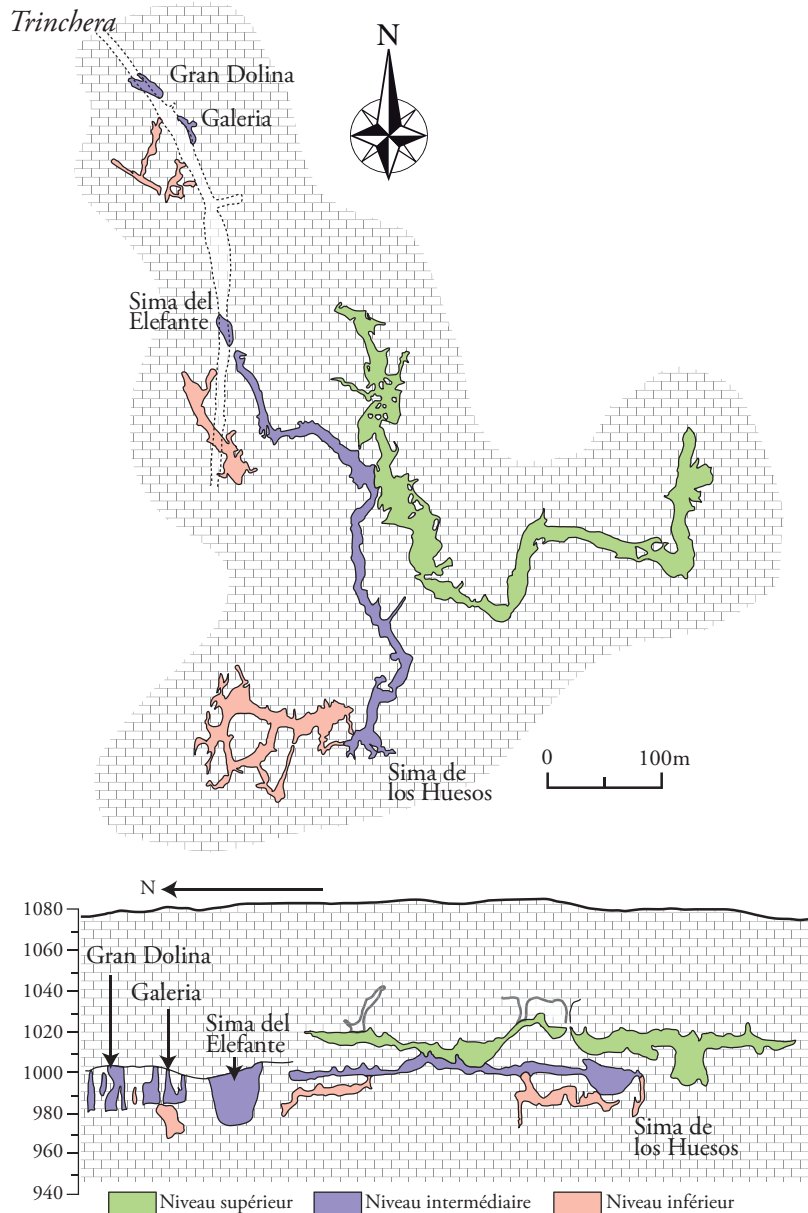 Trinchera
N
Gran Dolina
Galeria
Sima del
Elefante
0 100m
Sima de
los Huesos
N
1080
1060
1040
1020
1000
980
960
940
Gran Dolina
Galeria
Sima del
Elefante
Sima de
los Huesos
Niveau supérieur Niveau intermédiaire Niveau inférieur